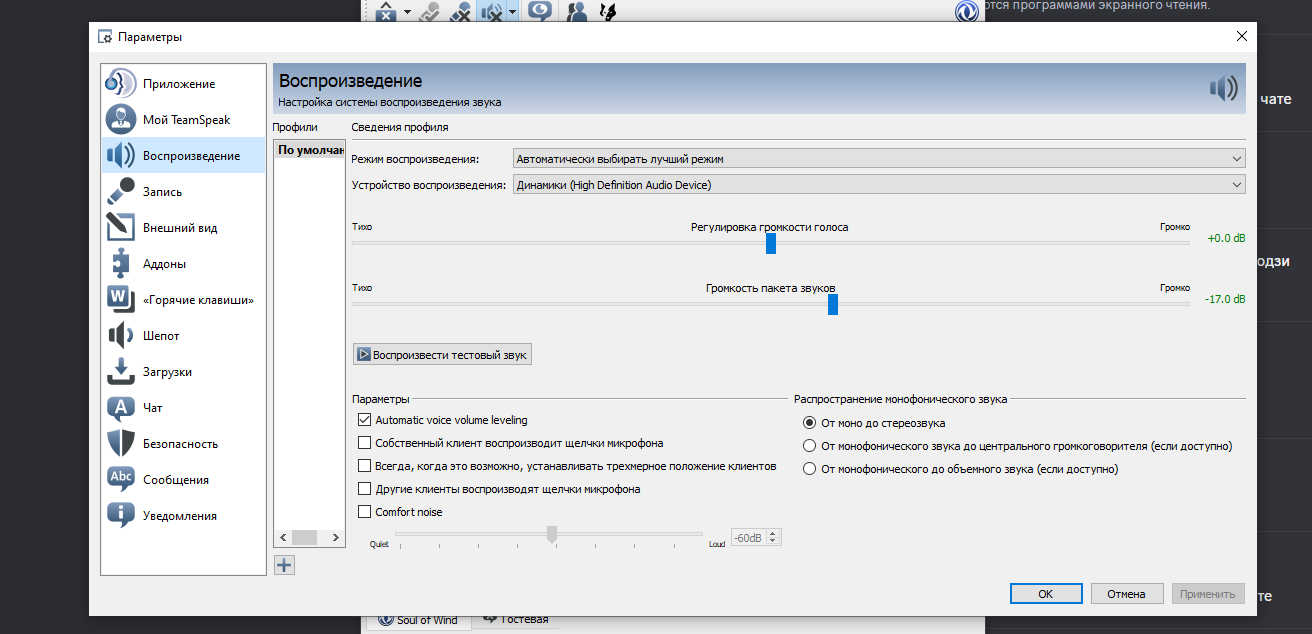 ются программами экранного чтения.
Параметры
чате
одзи
те
Приложение
Мой TeamSpeak
Воспроизведение
Запись
Внешний вид
Аддоны
«Горячие клавиши»
Шепот
Загрузки
Чат
Безопасность
Сообщения
Уведомления
Воспроизведение
Настройка системы воспроизведения звука
Профили
По умолчан
Сведения профиля
Режим воспроизведения: Автоматически выбирать лучший режим
Устройство воспроизведения: Динамики (High Definition Audio Device)
Тихо Регулировка громкости голоса Громко +0.0 dB
Тихо Громкость пакета звуков Громко -17.0 dB
Воспроизвести тестовый звук
Параметры
Automatic voice volume leveling
Собственный клиент воспроизводит щелчки микрофона
Всегда, когда это возможно, устанавливать трехмерное положение клиентов
Другие клиенты воспроизводят щелчки микрофона
Comfort noise
Quiet Loud -60dB
Распространение монофонического звука
От моно до стереозвука
От монофонического звука до центрального громкоговорителя (если доступно)
От монофонического до объемного звука (если доступно)
OK Отмена Применить
Soul of Wind Гостевая